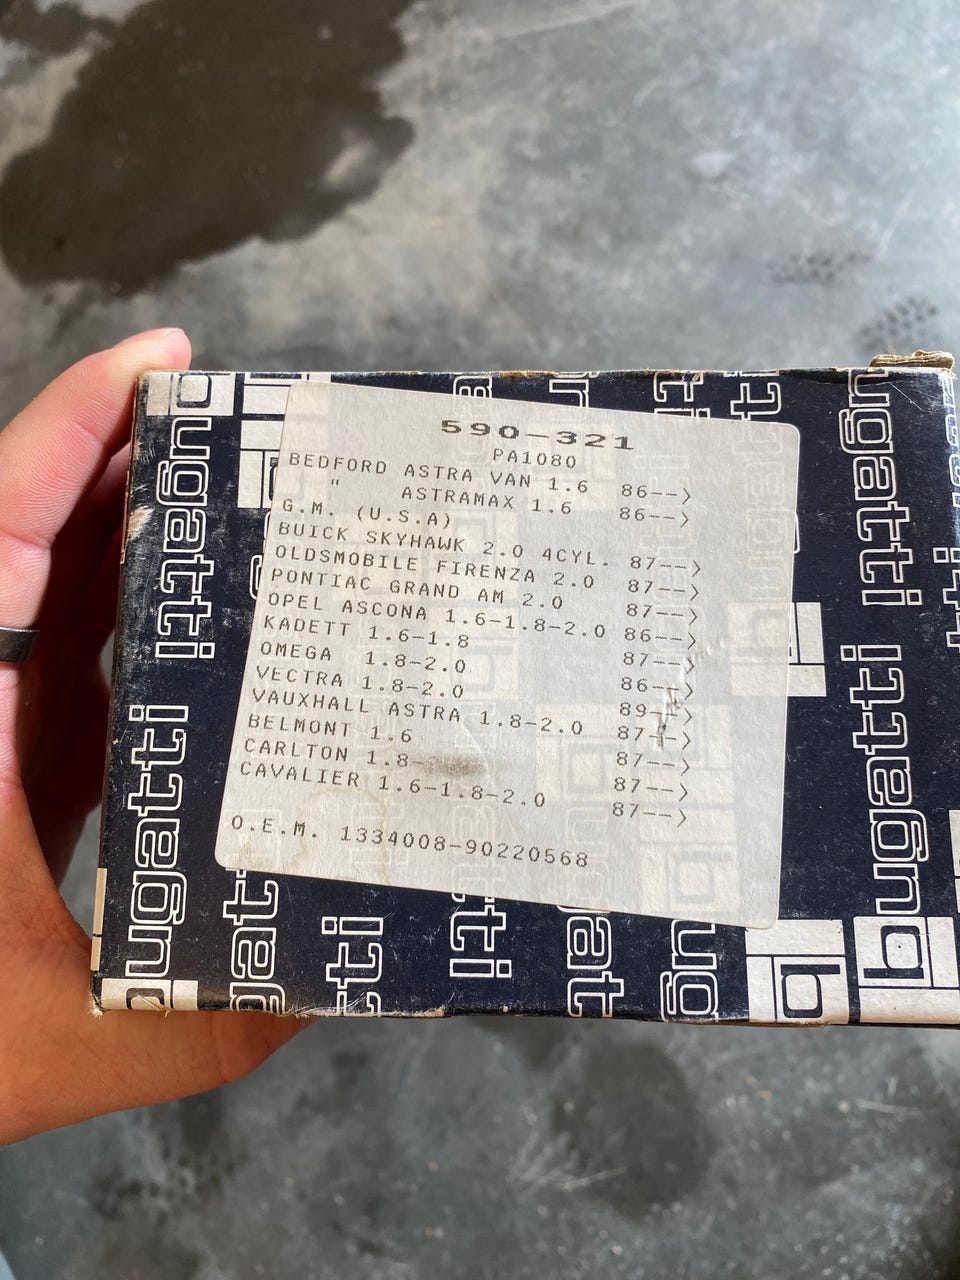 590-321
PA1080
BEDFORD ASTRA VAN 1.6 86-->
" ASTRAMAX 1.6 86-->
G.M. (U.S.A)
BUICK SKYHAWK 2.0 4CYL. 87-->
OLDSMOBILE FIRENZA 2.0 87-->
PONTIAC GRAND AM 2.0 87-->
OPEL ASCONA 1.6-1.8-2.0 86-->
KADETT 1.6-1.8 87-->
OMEGA 1.8-2.0 86-->
VECTRA 1.8-2.0 89-->
VAUXHALL ASTRA 1.8-2.0 87-->
BELMONT 1.6 87-->
CARLTON 1.8- 87-->
CAVALIER 1.6-1.8-2.0 87-->
O.E.M. 1334008-90220568
bugatti
bugatti
bugatti
bugatti